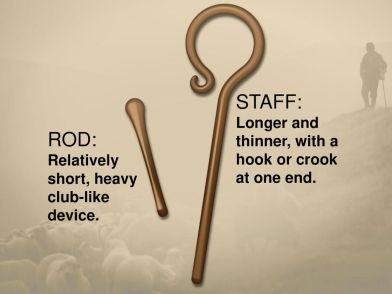 ROD:
Relatively
short, heavy
club-like
device.
STAFF:
Longer and
thinner, with a
hook or crook
at one end.